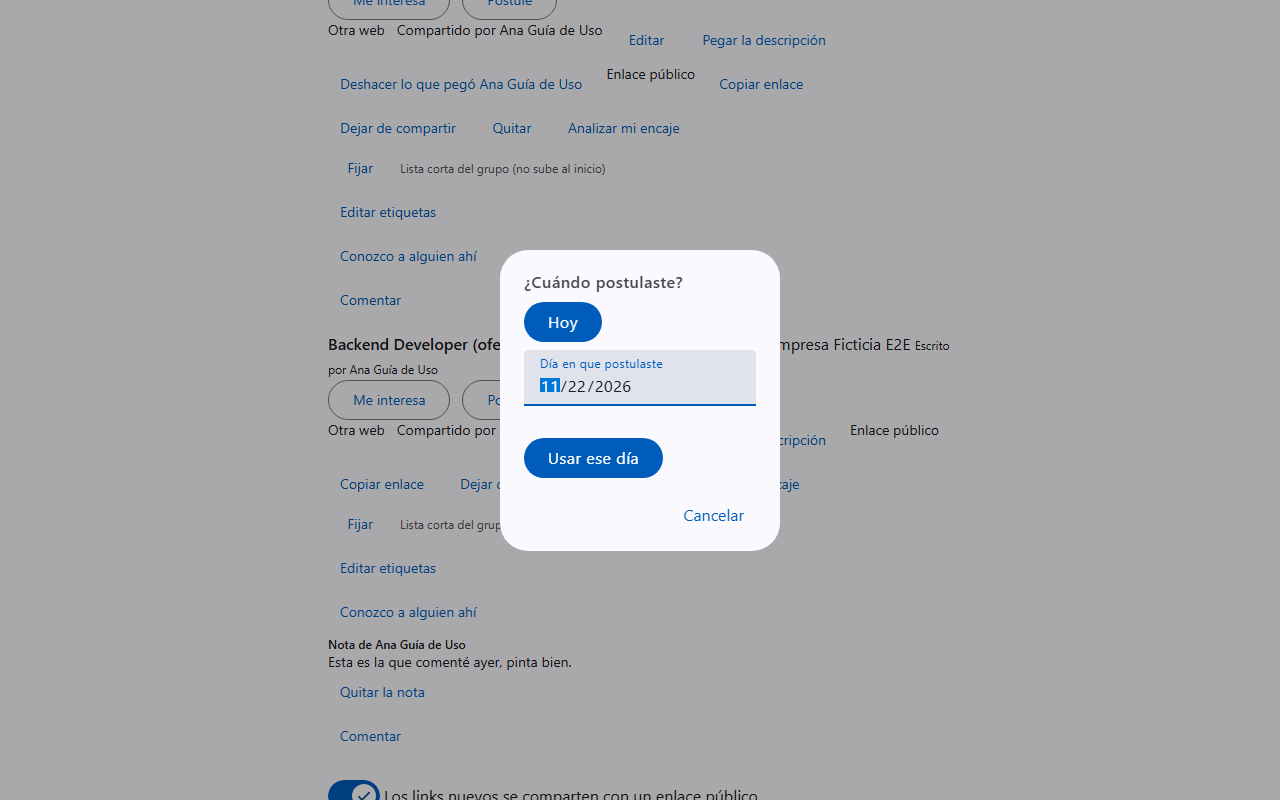 Me interesa Postulé
Otra web Compartido por Ana Guía de Uso Editar Pegar la descripción
Deshacer lo que pegó Ana Guía de Uso Enlace público Copiar enlace
Dejar de compartir Quitar Analizar mi encaje
Fijar Lista corta del grupo (no sube al inicio)
Editar etiquetas
Conozco a alguien ahí
Comentar
¿Cuándo postulaste?
Hoy
Día en que postulaste
11/22/2026
Usar ese día
Cancelar
Backend Developer (ofe mpresa Ficticia E2E Escrito
por Ana Guía de Uso
Me interesa Po
Otra web Compartido por cripción Enlace público
Copiar enlace Dejar c aje
Fijar Lista corta del grup
Editar etiquetas
Conozco a alguien ahí
Nota de Ana Guía de Uso
Esta es la que comenté ayer, pinta bien.
Quitar la nota
Comentar
Los links nuevos se comparten con un enlace público